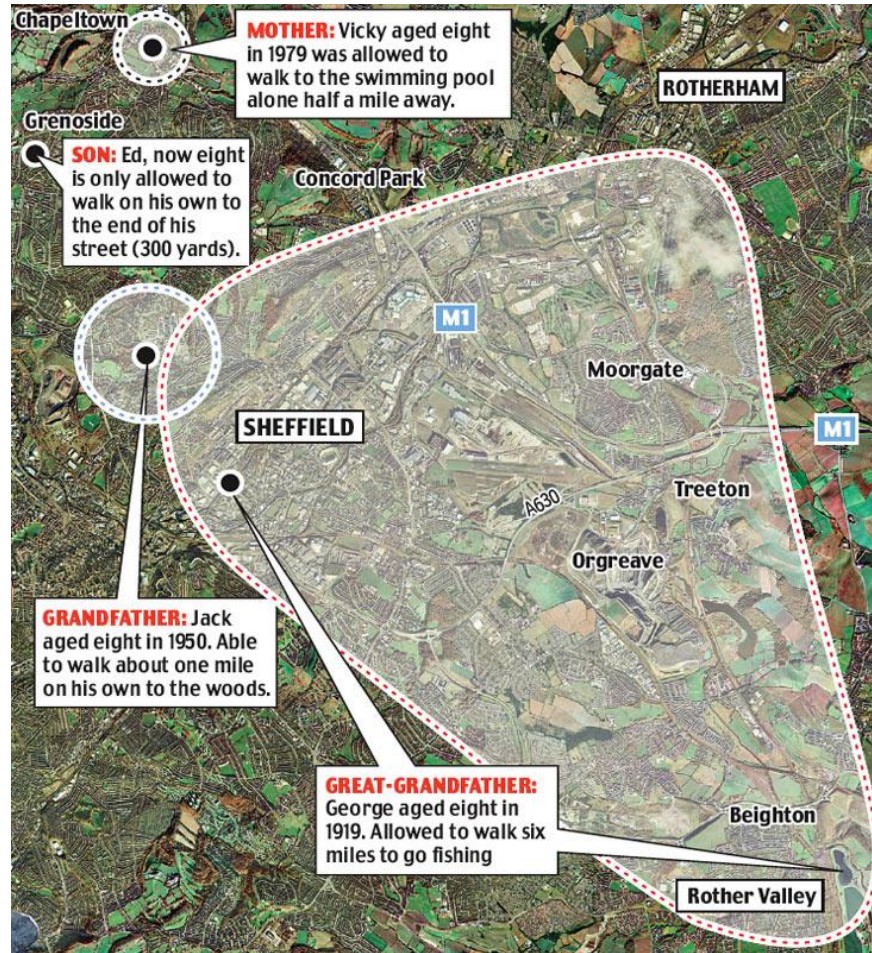 Chapeltown
MOTHER: Vicky aged eight
in 1979 was allowed to
walk to the swimming pool
alone half a mile away.
ROTHERHAM
Grenoside
SON: Ed, now eight
is only allowed to
walk on his own to
the end of his
street (300 yards).
Concord Park
M1
Moorgate
SHEFFIELD
M1
Treeton
A630
Orgreave
GRANDFATHER: Jack
aged eight in 1950. Able
to walk about one mile
on his own to the woods.
GREAT-GRANDFATHER:
George aged eight in
1919. Allowed to walk six
miles to go fishing
Beighton
Rother Valley